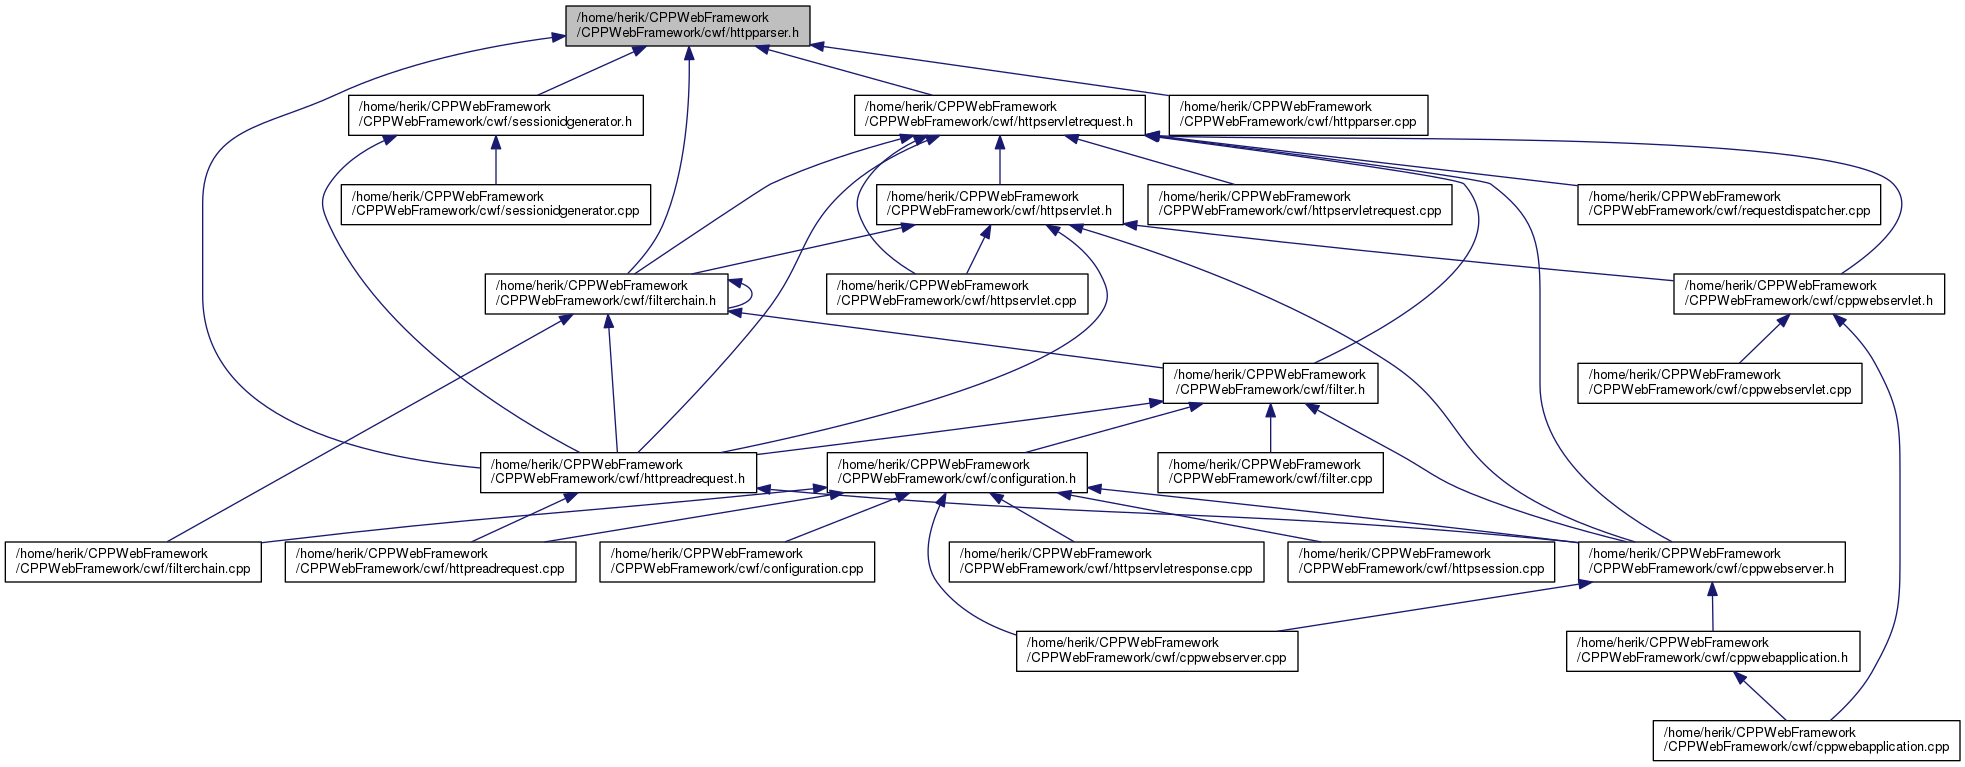 /home/herik/CPPWebFramework
/CPPWebFramework/cwf/httpparser.h
/home/herik/CPPWebFramework
/CPPWebFramework/cwf/sessionidgenerator.h
/home/herik/CPPWebFramework
/CPPWebFramework/cwf/httpservletrequest.h
/home/herik/CPPWebFramework
/CPPWebFramework/cwf/httpparser.cpp
/home/herik/CPPWebFramework
/CPPWebFramework/cwf/sessionidgenerator.cpp
/home/herik/CPPWebFramework
/CPPWebFramework/cwf/httpservlet.h
/home/herik/CPPWebFramework
/CPPWebFramework/cwf/httpservletrequest.cpp
/home/herik/CPPWebFramework
/CPPWebFramework/cwf/requestdispatcher.cpp
/home/herik/CPPWebFramework
/CPPWebFramework/cwf/filterchain.h
/home/herik/CPPWebFramework
/CPPWebFramework/cwf/httpservlet.cpp
/home/herik/CPPWebFramework
/CPPWebFramework/cwf/cppwebservlet.h
/home/herik/CPPWebFramework
/CPPWebFramework/cwf/filter.h
/home/herik/CPPWebFramework
/CPPWebFramework/cwf/cppwebservlet.cpp
/home/herik/CPPWebFramework
/CPPWebFramework/cwf/httpreadrequest.h
/home/herik/CPPWebFramework
/CPPWebFramework/cwf/configuration.h
/home/herik/CPPWebFramework
/CPPWebFramework/cwf/filter.cpp
/home/herik/CPPWebFramework
/CPPWebFramework/cwf/filterchain.cpp
/home/herik/CPPWebFramework
/CPPWebFramework/cwf/httpreadrequest.cpp
/home/herik/CPPWebFramework
/CPPWebFramework/cwf/configuration.cpp
/home/herik/CPPWebFramework
/CPPWebFramework/cwf/httpservletresponse.cpp
/home/herik/CPPWebFramework
/CPPWebFramework/cwf/httpsession.cpp
/home/herik/CPPWebFramework
/CPPWebFramework/cwf/cppwebserver.h
/home/herik/CPPWebFramework
/CPPWebFramework/cwf/cppwebserver.cpp
/home/herik/CPPWebFramework
/CPPWebFramework/cwf/cppwebapplication.h
/home/herik/CPPWebFramework
/CPPWebFramework/cwf/cppwebapplication.cpp